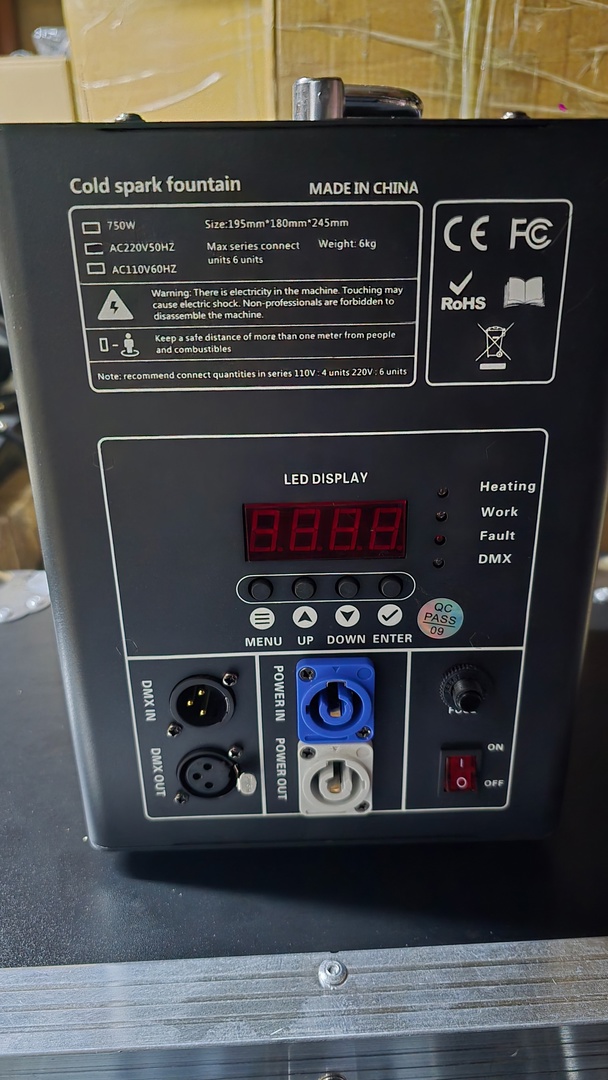 Cold spark fountain
MADE IN CHINA
750W
Size:195mm*180mm*245mm
AC220V50HZ
Max series connect
units 6 units
Weight: 6kg
AC110V60HZ
Warning: There is electricity in the machine. Touching may
cause electric shock. Non-professionals are forbidden to
disassemble the machine.
Keep a safe distance of more than one meter from people
and combustibles
Note: recommend connect quantities in series 110V : 4 units 220V : 6 units
CE FC
RoHS
LED DISPLAY
8.8.8.8
Heating
Work
Fault
DMX
MENU UP DOWN ENTER
QC
PASS
09
DMX IN
DMX OUT
POWER IN
POWER OUT
ON
I
O
OFF